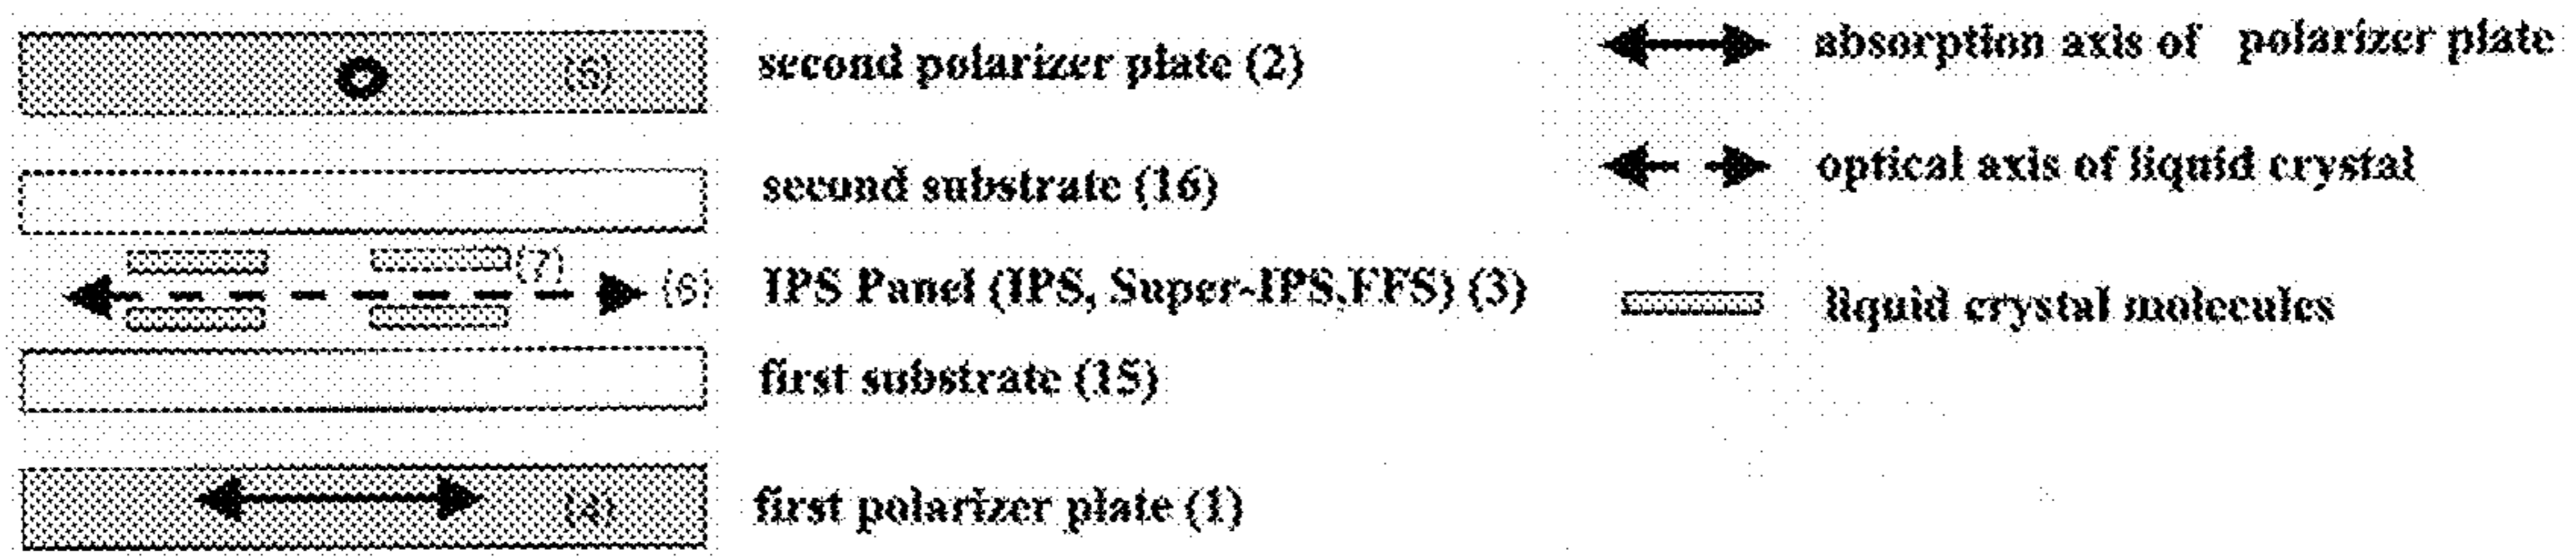 (5) second polarizer plate (2)
second substrate (16)
(7)
(6) IPS Panel (IPS, Super-IPS,FFS) (3)
first substrate (15)
(4) first polarizer plate (1)
absorption axis of polarizer plate
optical axis of liquid crystal
liquid crystal molecules